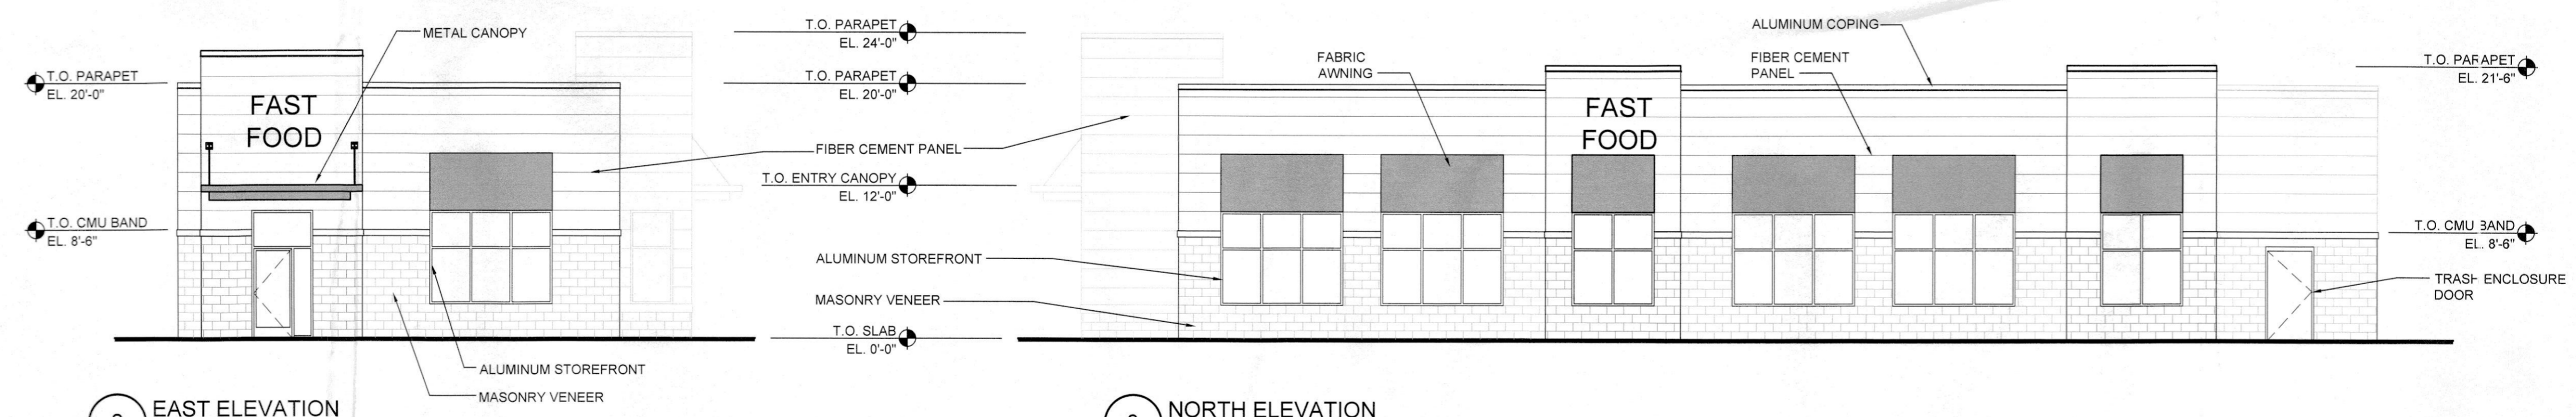 METAL CANOPY
T.O. PARAPET
EL. 20'-0"
FAST
FOOD
T.O. CMU BAND
EL. 8'-6"
ALUMINUM STOREFRONT
MASONRY VENEER
EAST ELEVATION
T.O. PARAPET
EL. 24'-0"
T.O. PARAPET
EL. 20'-0"
FIBER CEMENT PANEL
T.O. ENTRY CANOPY
EL. 12'-0"
ALUMINUM STOREFRONT
MASONRY VENEER
T.O. SLAB
EL. 0'-0"
ALUMINUM COPING
FABRIC
AWNING
FIBER CEMENT
PANEL
FAST
FOOD
T.O. PARAPET
EL. 21'-6"
T.O. CMU BAND
EL. 8'-6"
TRASH ENCLOSURE
DOOR
NORTH ELEVATION